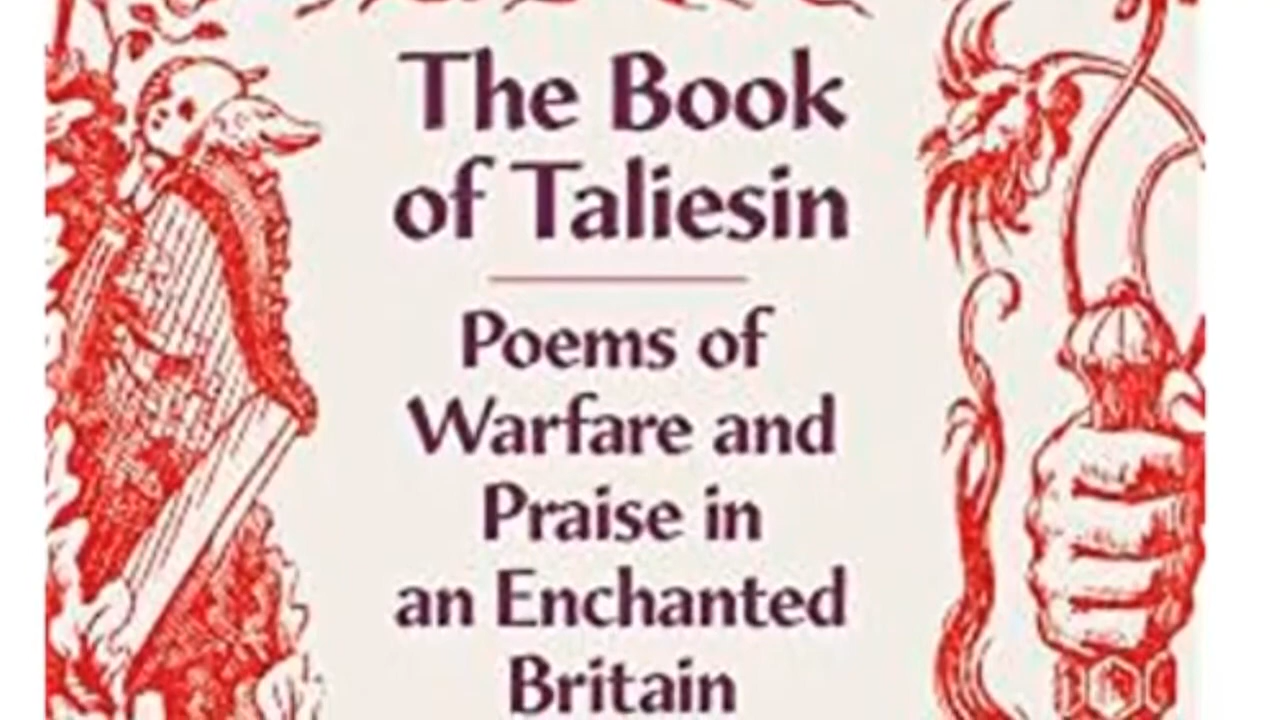 The Book
of Taliesin
Poems of
Warfare and
Praise in
an Enchanted
Britain